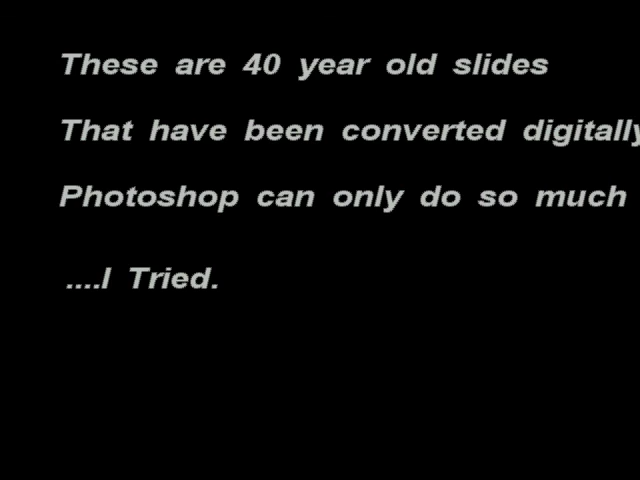 These are 40 year old slides
That have been converted digitally
Photoshop can only do so much
....I Tried.